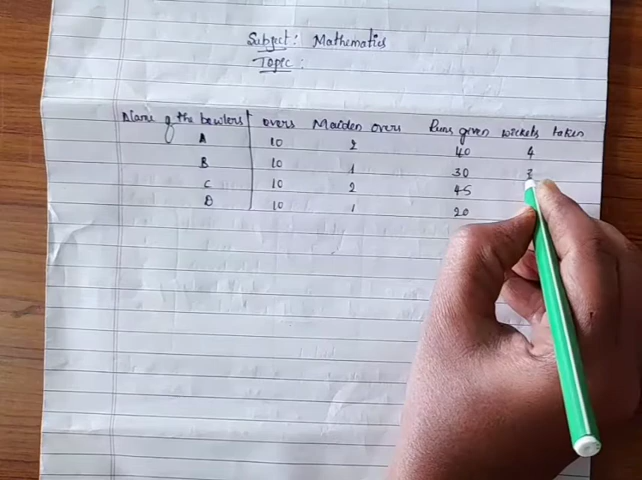 Subject: Mathematics
Topic:
Name of the bowlers overs Maiden overs Runs given wickets taken
A 10 2 40 4
B 10 1 30 3
C 10 2 45
D 10 1 20